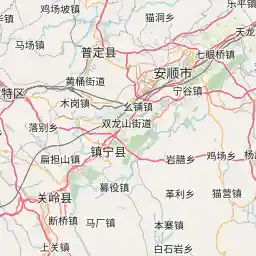 鸡场坡镇
猫洞乡
乐平镇
马场镇
普定县
天龙
七眼桥镇
黄桶街道
安顺市
特区
木岗镇
幺铺镇
宁谷镇
落别乡
双龙山街道
扁担山镇
镇宁县
岩腊乡
鸡场乡
杨
关岭县
募役镇
革利乡
猫营镇
断桥镇
马厂镇
本寨镇
上关镇
白石岩乡